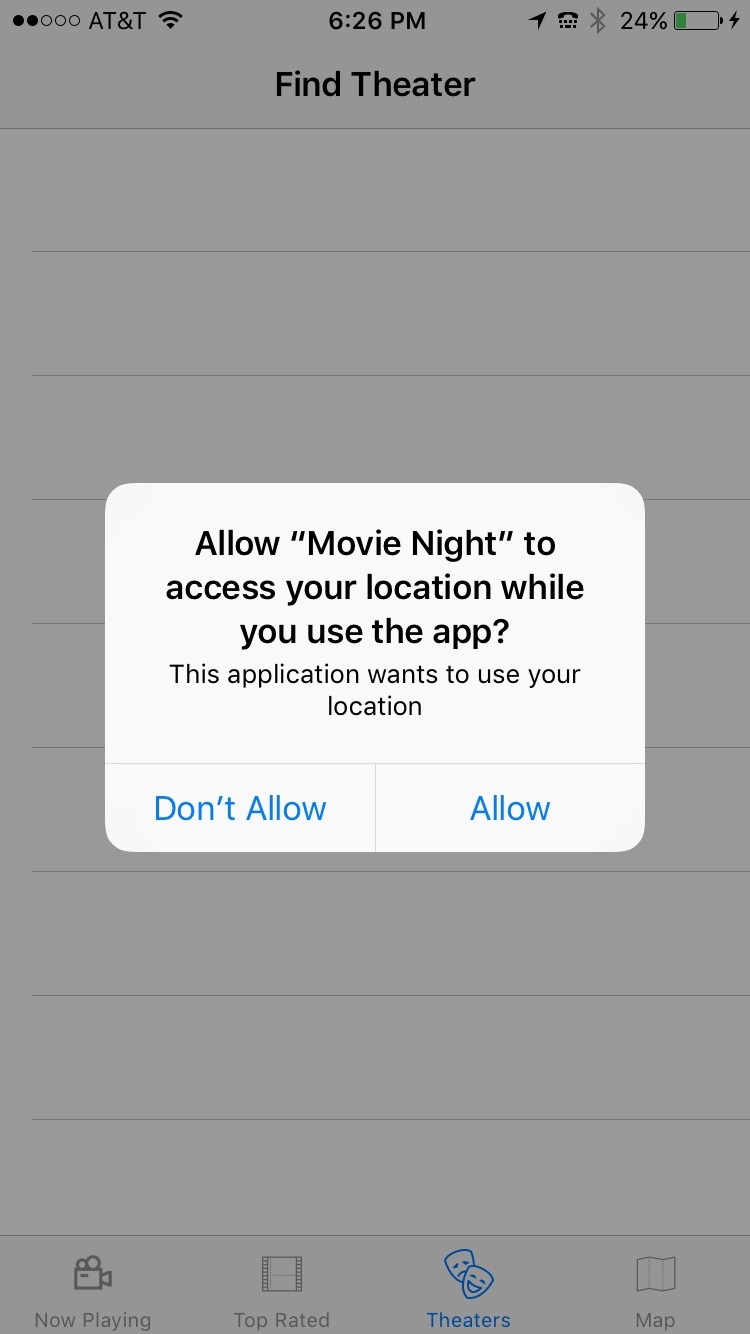 AT&T 6:26 PM 24%
Find Theater
Allow “Movie Night” to
access your location while
you use the app?
This application wants to use your
location
Don’t Allow Allow
Now Playing Top Rated Theaters Map